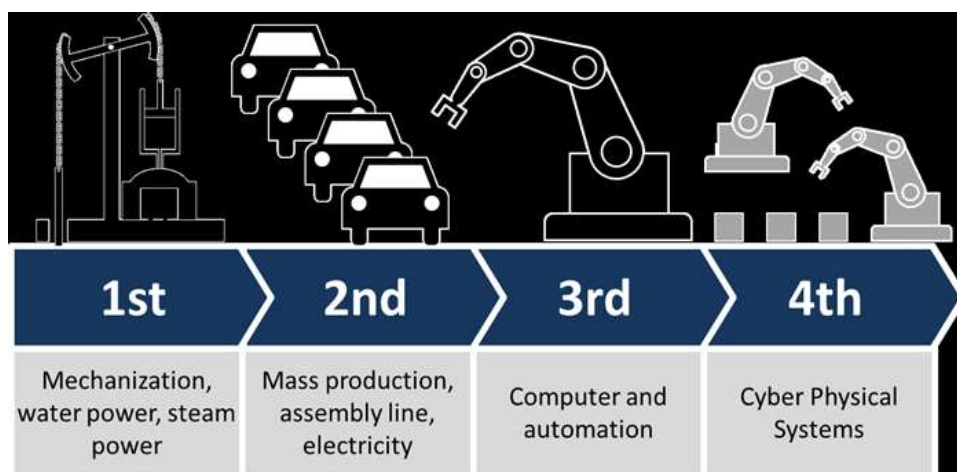 1st
2nd
3rd
4th
Mechanization,
water power, steam
power
Mass production,
assembly line,
electricity
Computer and
automation
Cyber Physical
Systems